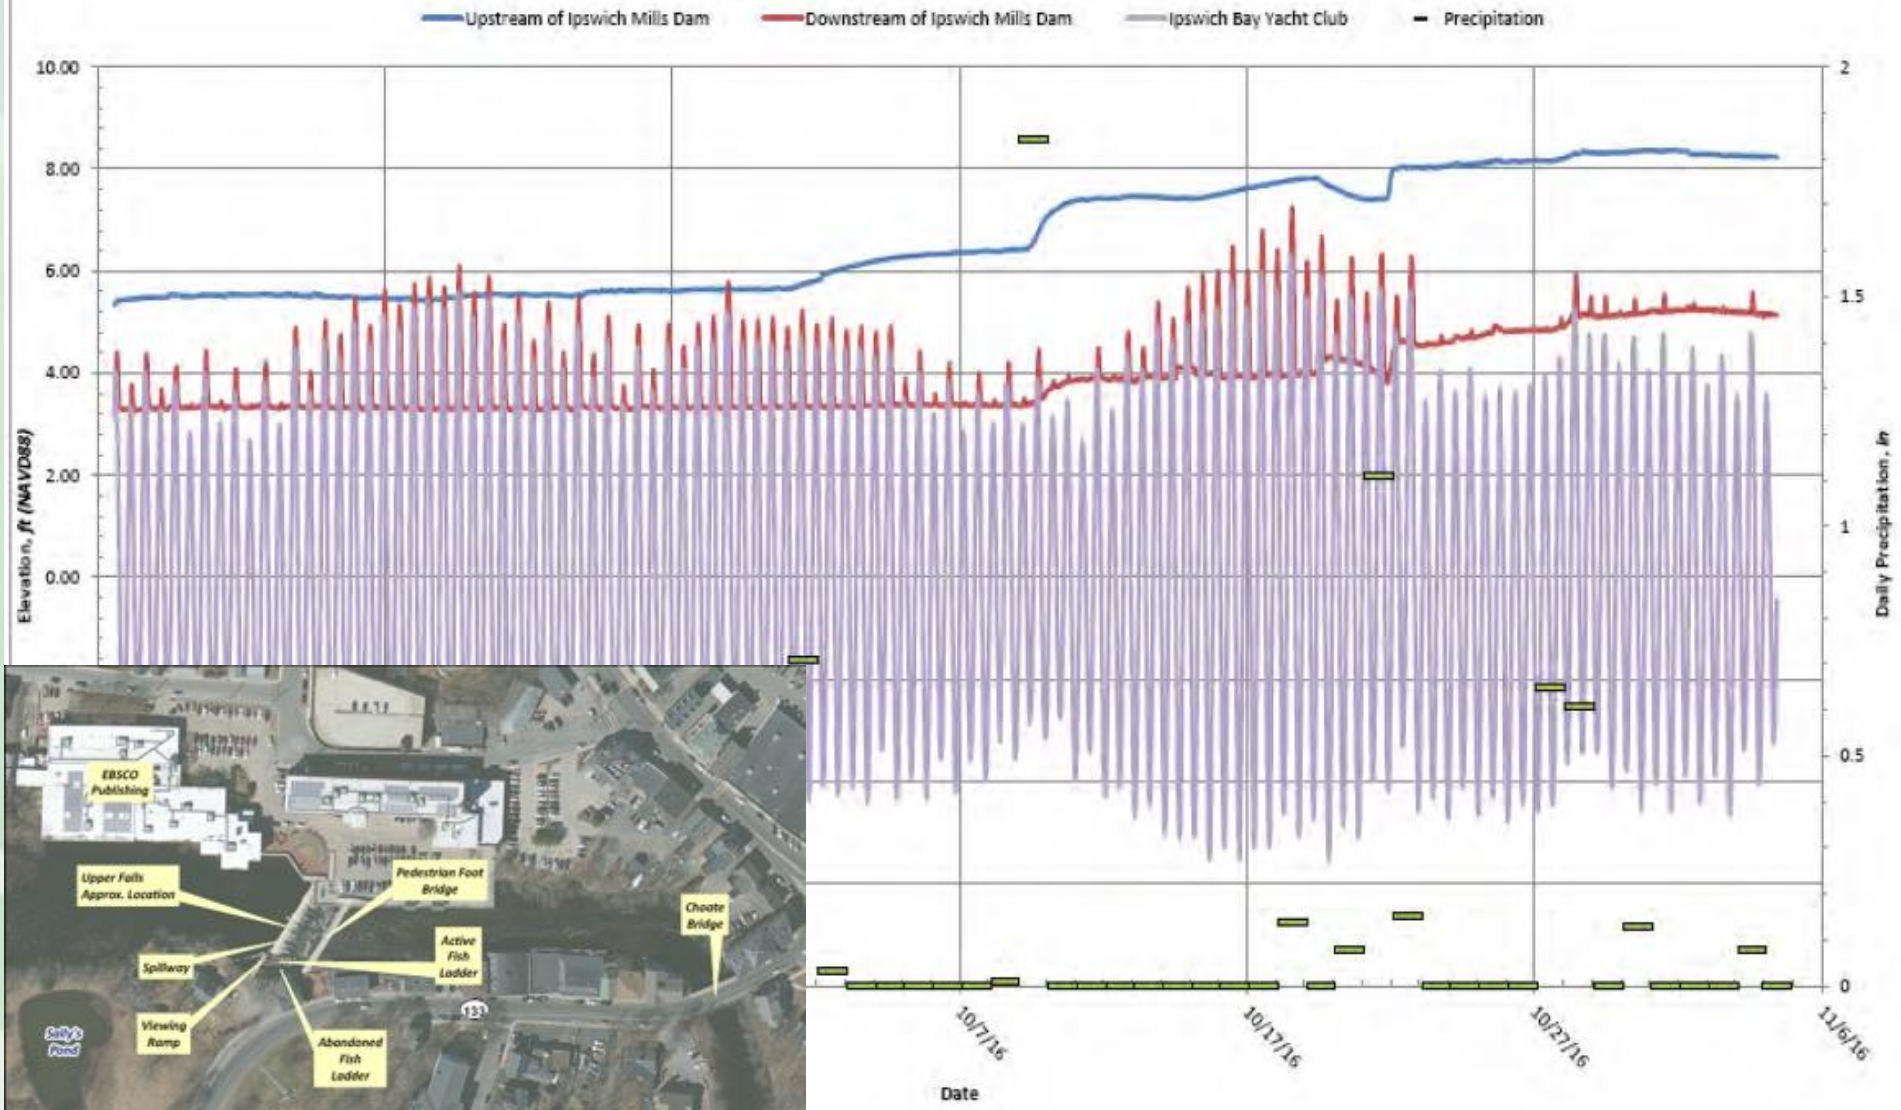 Upstream of Ipswich Mills Dam
Downstream of Ipswich Mills Dam
Ipswich Bay Yacht Club
Precipitation
10.00
8.00
6.00
4.00
2.00
0.00
Elevation, ft (NAVD88)
2
1.5
1
0.5
0
Daily Precipitation, in
10/7/16
10/17/16
10/27/16
11/6/16
Date
EBSCO
Publishing
Upper Falls
Approx. Location
Pedestrian Foot
Bridge
Choate
Bridge
Spillway
Active
Fish
Ladder
Viewing
Ramp
Abandoned
Fish
Ladder
Sally's
Pond
133